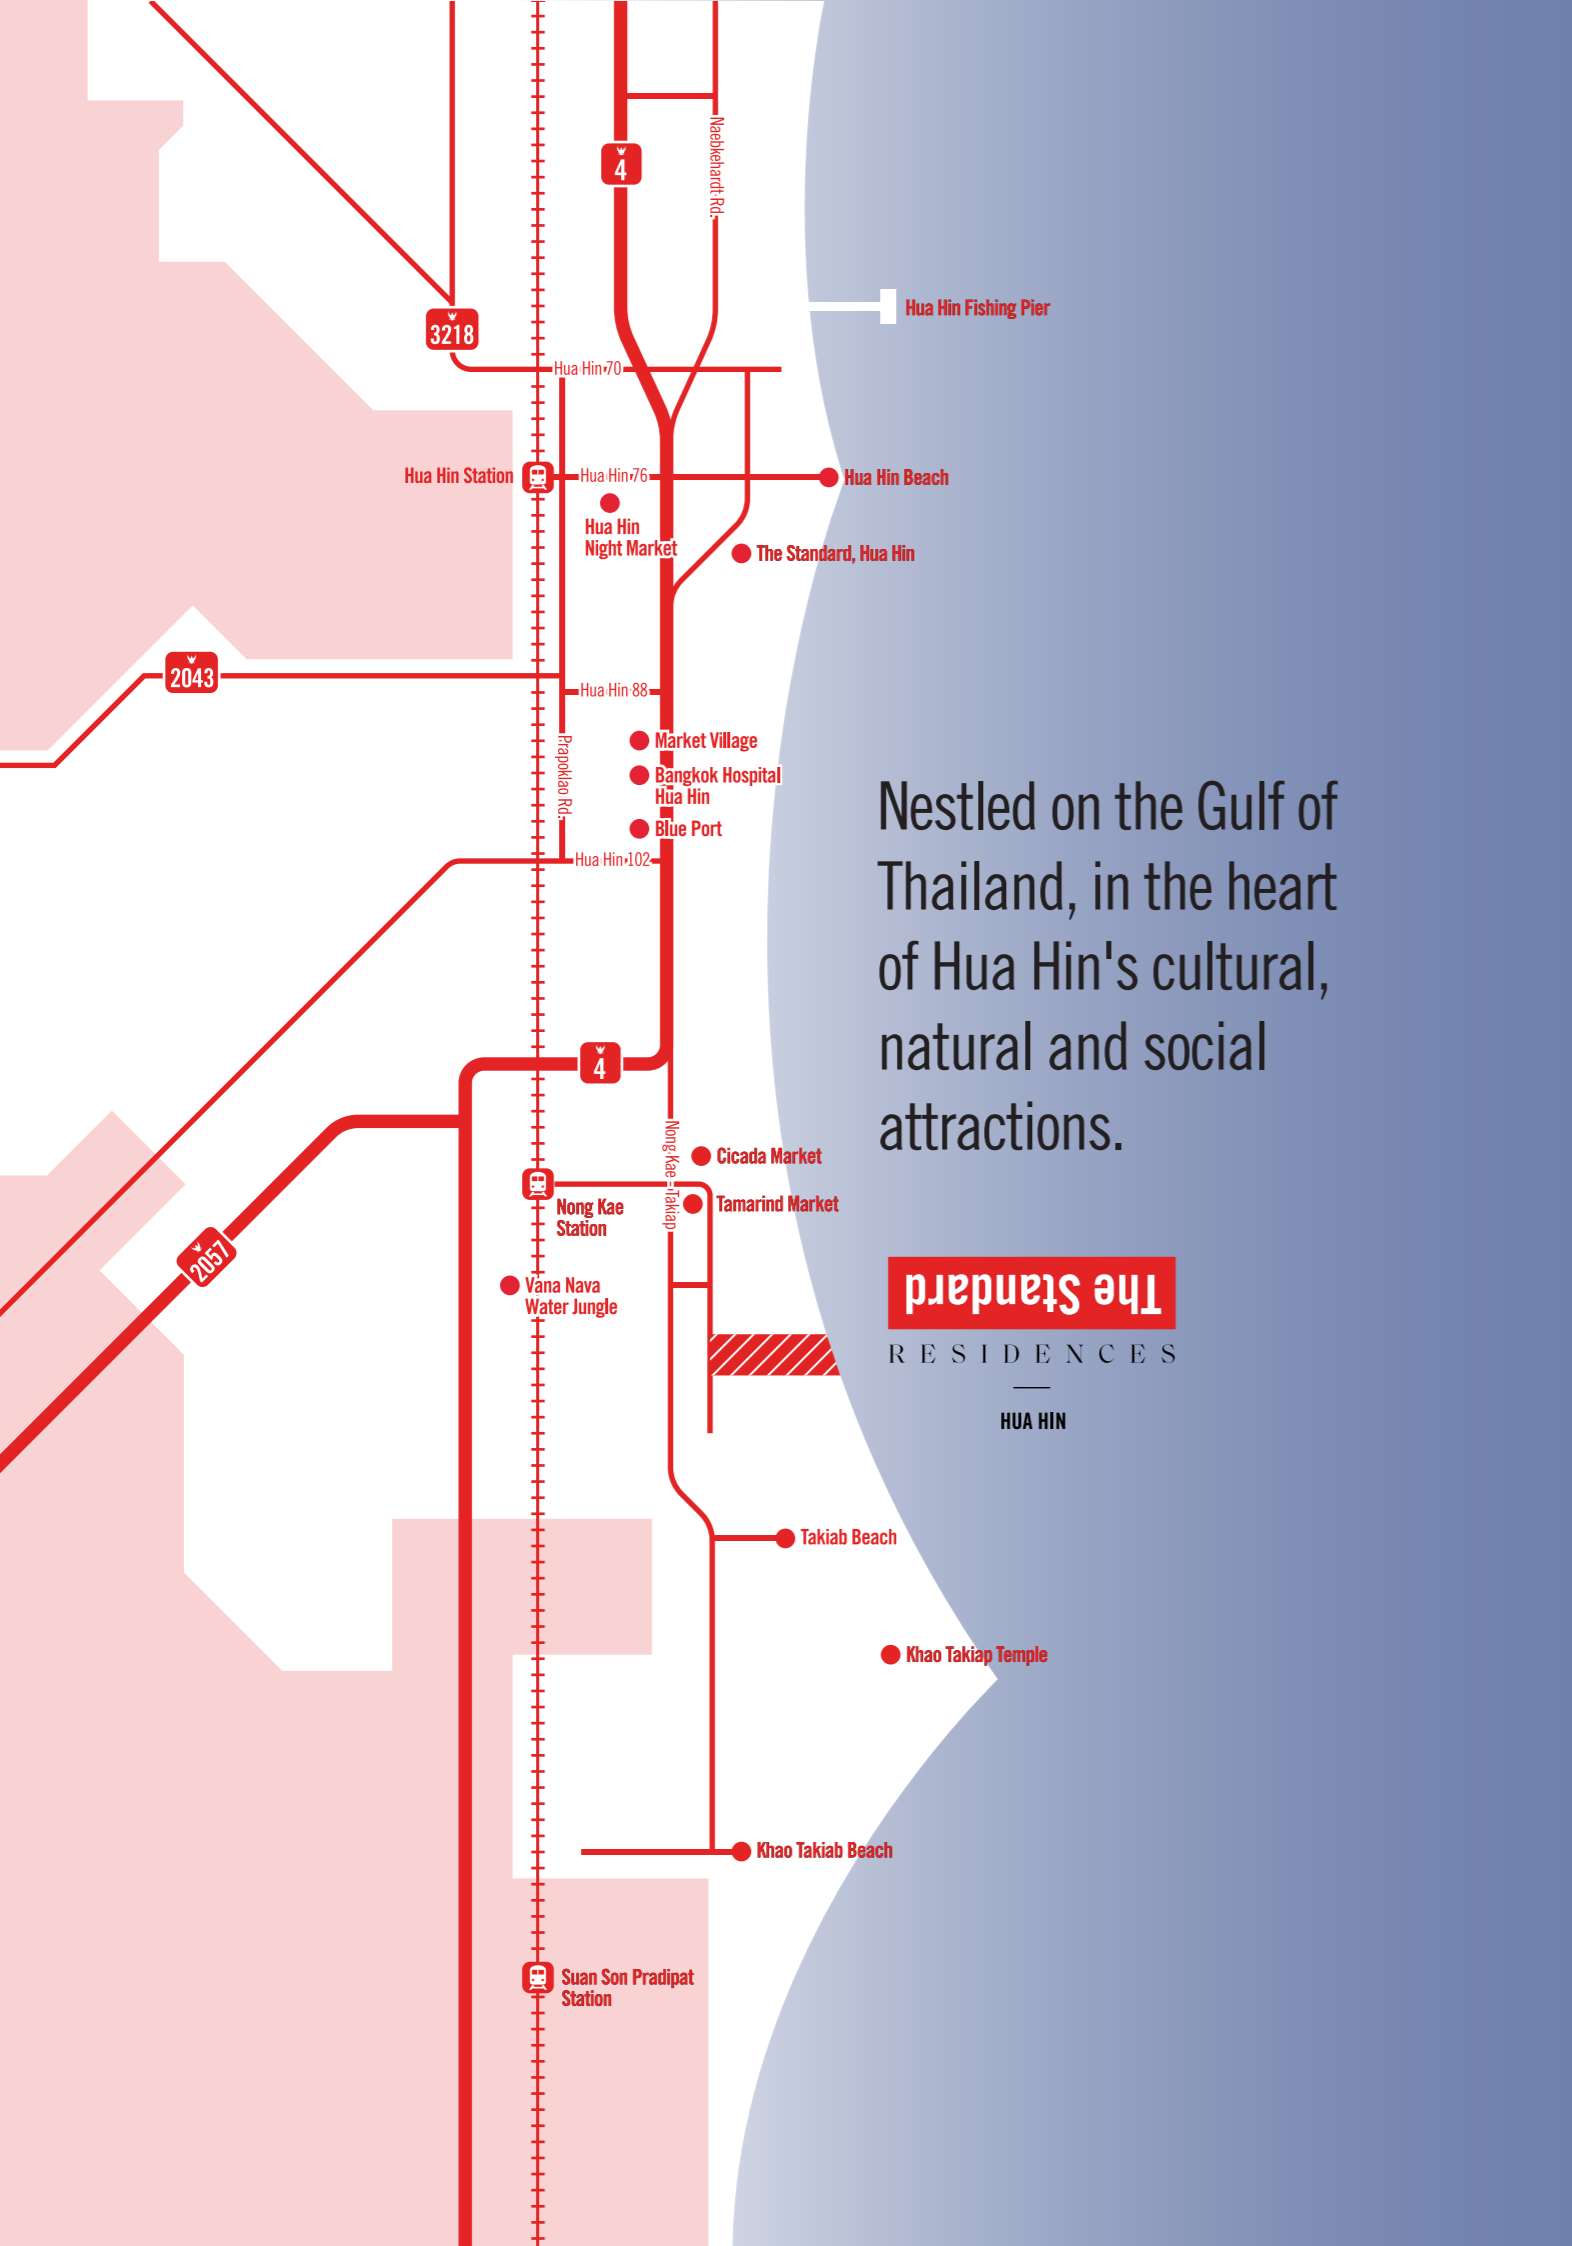 4
Naebkehardt Rd.
Hua Hin Fishing Pier
3218
Hua Hin 70
Hua Hin Station
Hua Hin 76
Hua Hin Beach
Hua Hin
Night Market
The Standard, Hua Hin
2043
Hua Hin 88
Prapoklao Rd.
Market Village
Bangkok Hospital
Hua Hin
Blue Port
Hua Hin 102
Nestled on the Gulf of
Thailand, in the heart
of Hua Hin's cultural,
natural and social
attractions.
4
Nong Kae - Takiap
Cicada Market
Tamarind Market
Nong Kae
Station
2057
Vana Nava
Water Jungle
The Standard
RESIDENCES
HUA HIN
Takiab Beach
Khao Takiap Temple
Khao Takiab Beach
Suan Son Pradipat
Station